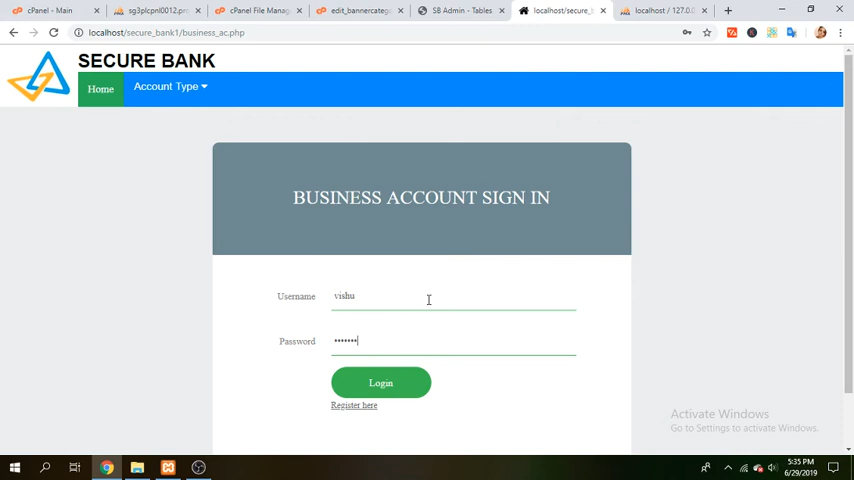 cPanel - Main
sg3plcpnl0012.pro
cPanel File Manag
edit_bannercatego
SB Admin - Tables
localhost/secure_b
localhost / 127.0.0
localhost/secure_bank1/business_ac.php
SECURE BANK
Home
Account Type
BUSINESS ACCOUNT SIGN IN
Username
vishu
Password
•••••••
Login
Register here
Activate Windows
Go to Settings to activate Windows.
5:35 PM
6/29/2019